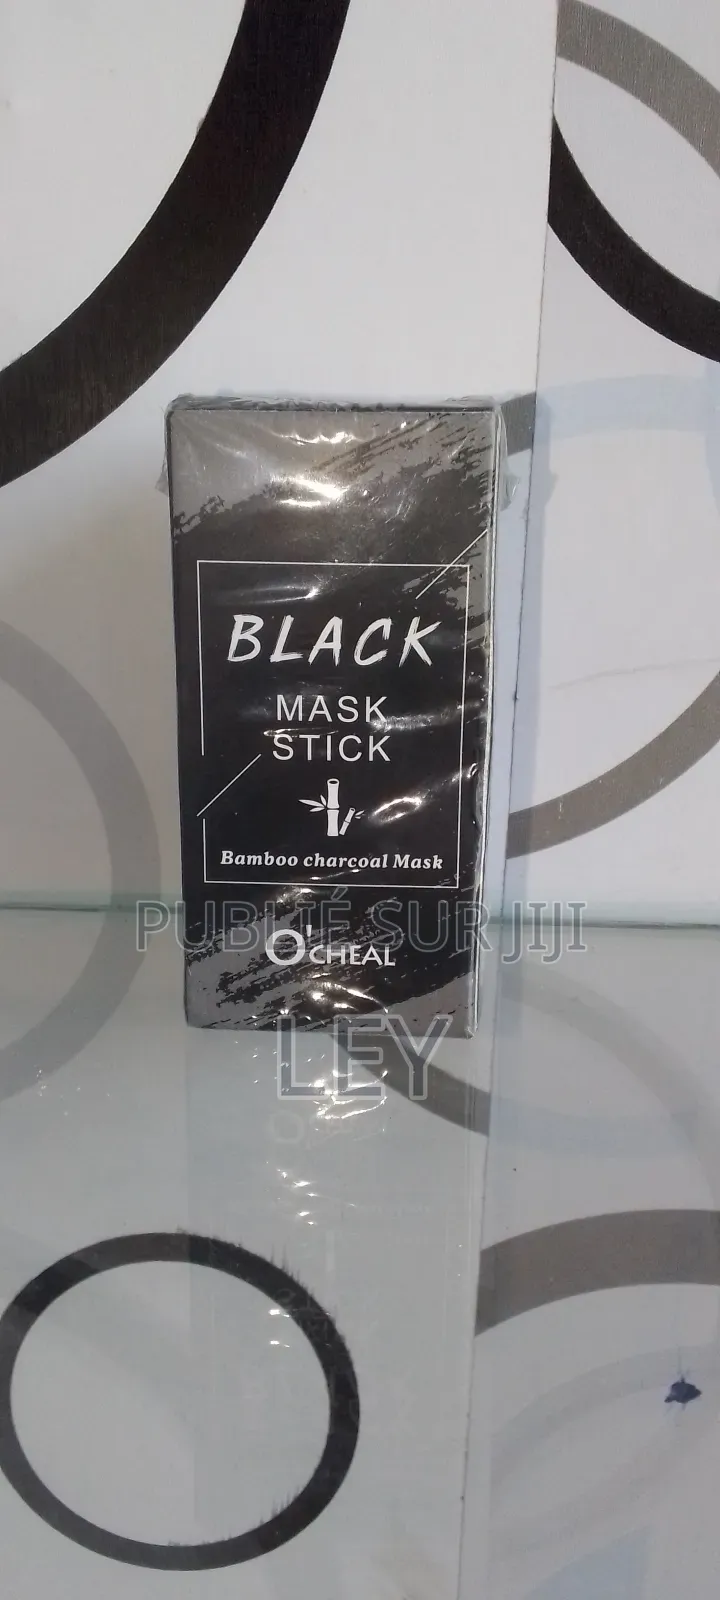 BLACK
MASK
STICK
Bamboo charcoal Mask
PUBLIÉ SUR JIJI
O'CHEAL
LEY